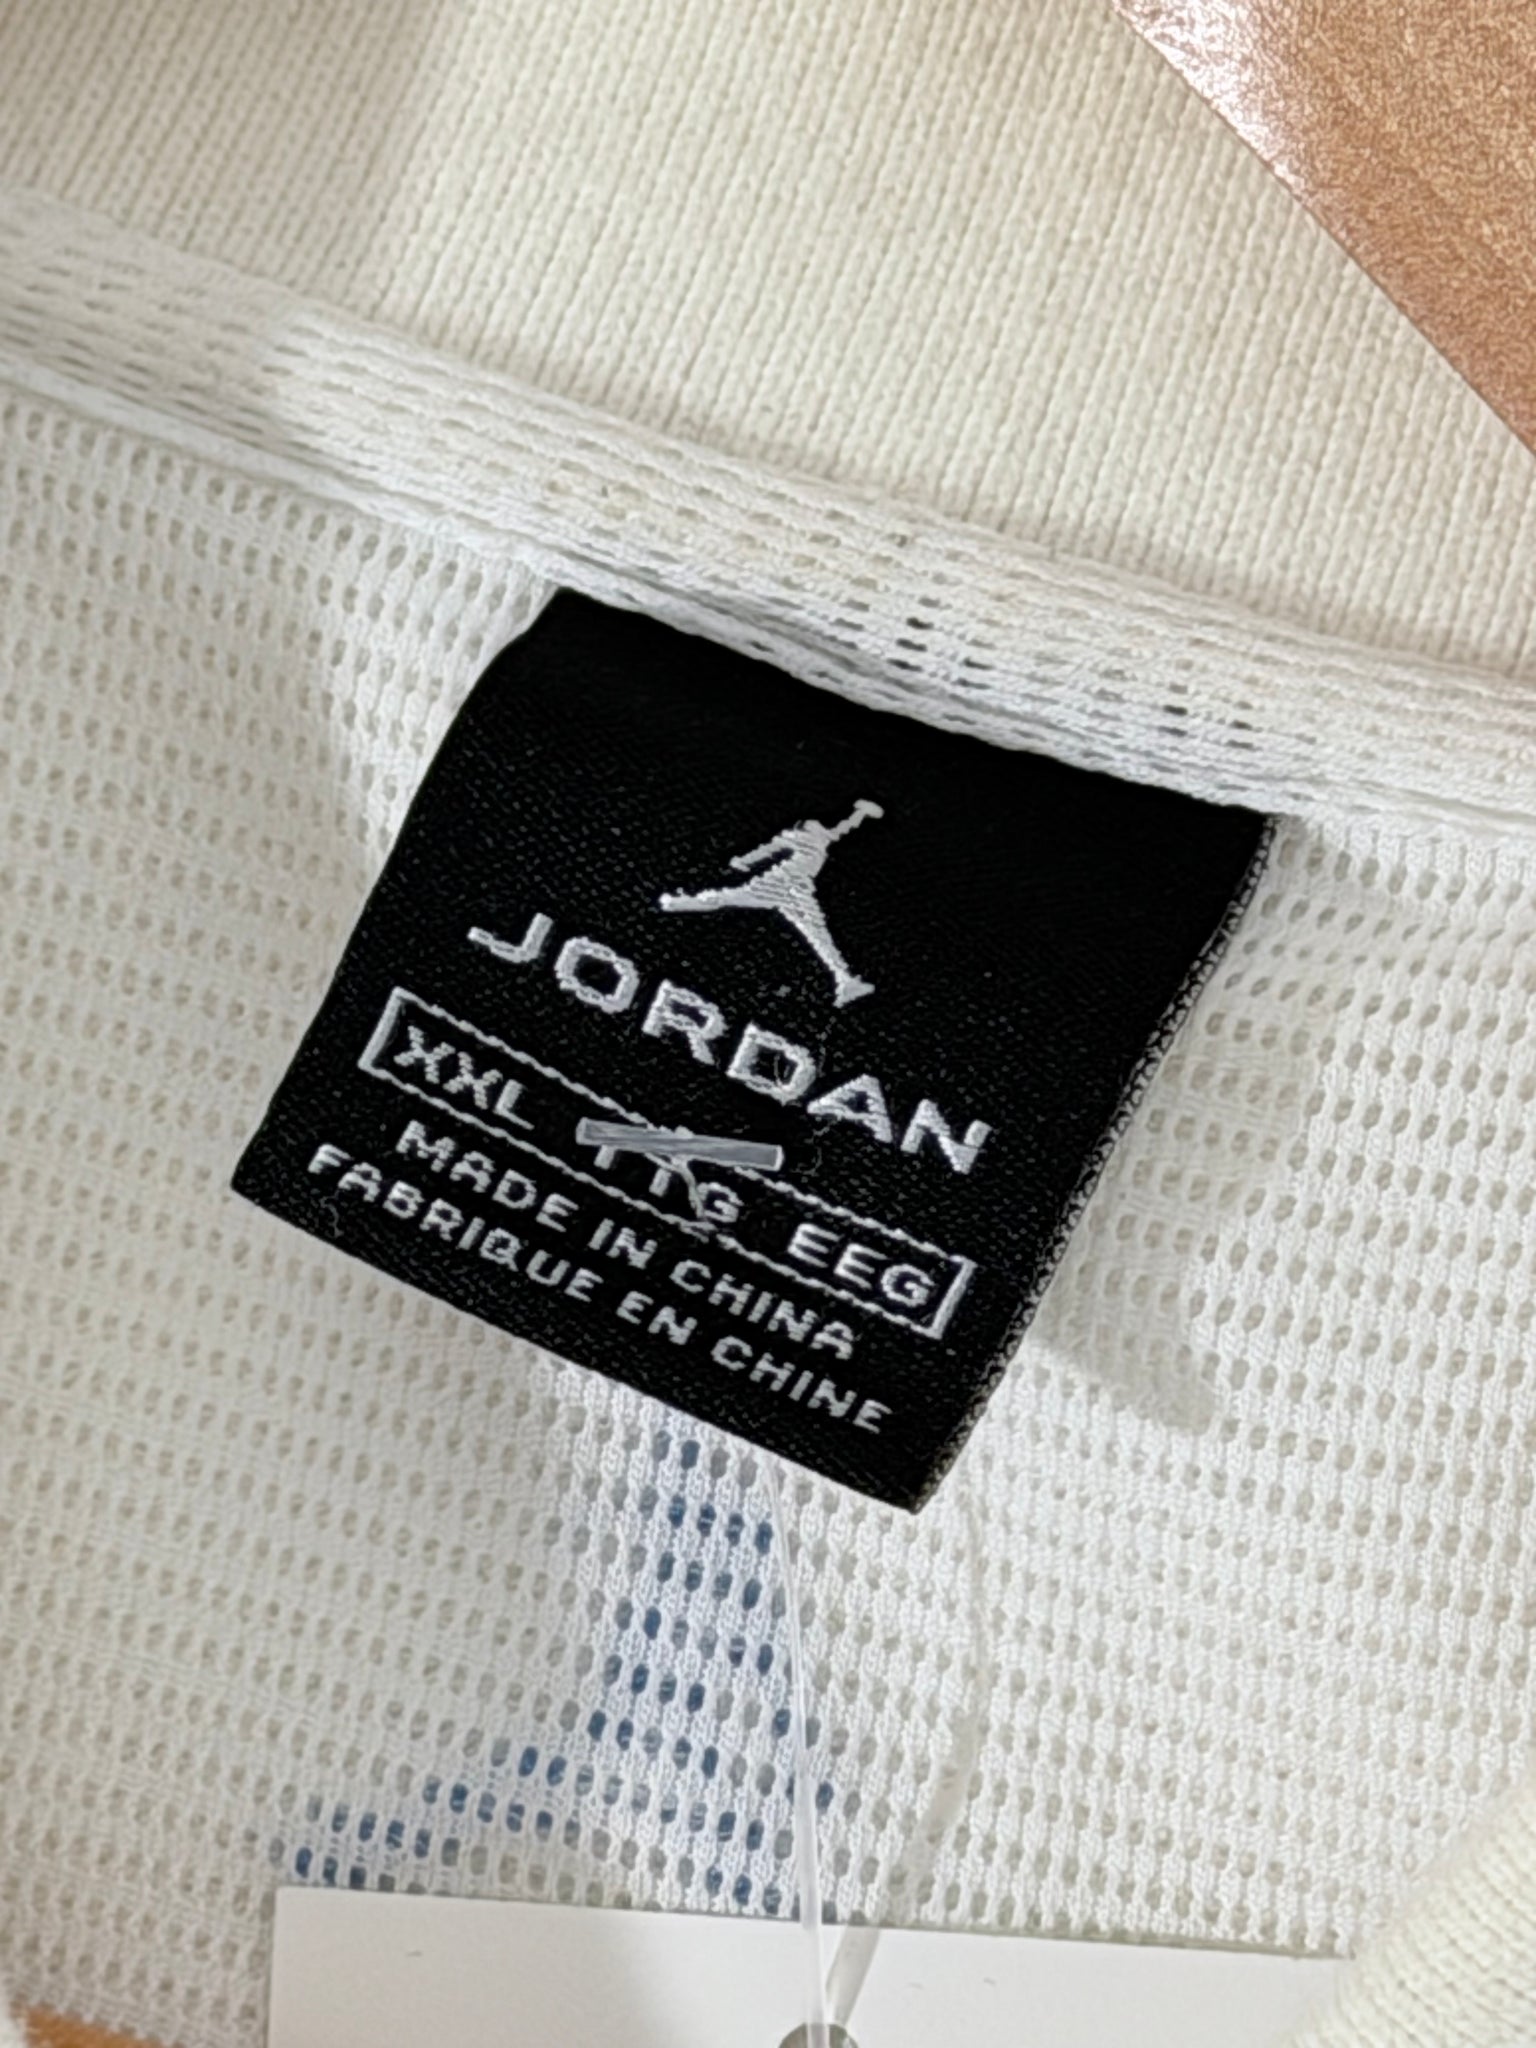 JORDAN
XXL TTG EEG
MADE IN CHINA
FABRIQUE EN CHINE